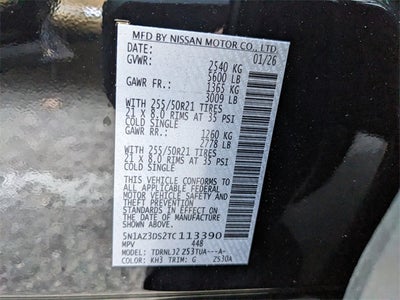 MFD BY NISSAN MOTOR CO., LTD.
DATE: 01/26
GVWR: 2540 KG
5600 LB
GAWR FR.: 1365 KG
3009 LB
WITH 255/50R21 TIRES
21 x 8.0 RIMS AT 35 PSI
COLD SINGLE
GAWR RR.: 1260 KG
2778 LB
WITH 255/50R21 TIRES
21 x 8.0 RIMS AT 35 PSI
COLD SINGLE
THIS VEHICLE CONFORMS TO
ALL APPLICABLE FEDERAL
MOTOR VEHICLE SAFETY AND
THEFT PREVENTION STANDARDS
IN EFFECT ON THE DATE OF
MANUFACTURE SHOWN ABOVE.
5N1AZ3DS2TC113390
MPV 448
MODEL: TDRNLJZ Z53TUA---A-
COLOR: KH3 TRIM: G Z530A